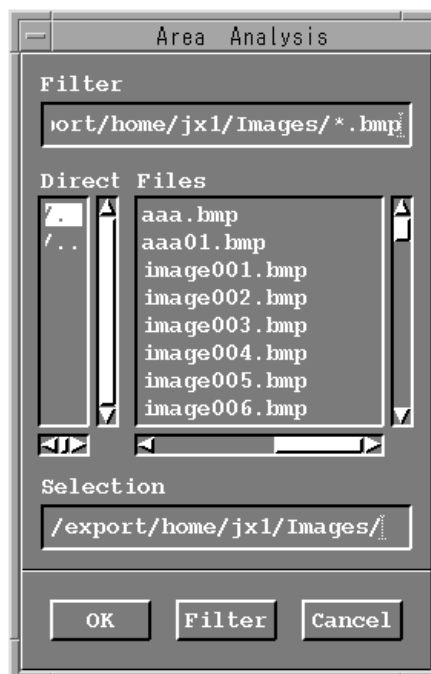 Area Analysis
Filter
ort/home/jx1/Images/*.bmp
Direct Files
/.
/..
aaa.bmp
aaa01.bmp
image001.bmp
image002.bmp
image003.bmp
image004.bmp
image005.bmp
image006.bmp
Selection
/export/home/jx1/Images/
OK Filter Cancel